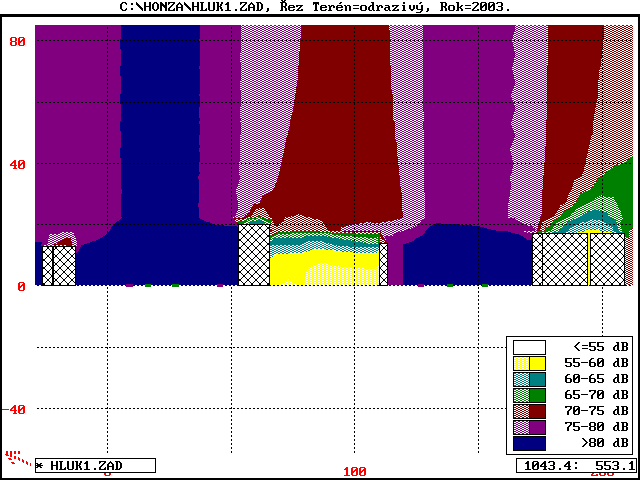 C:\HONZA\HLUK1.ZAD, Řez Terén=odrazivý, Rok=2003.
80
40
0
-40
<=55 dB
55-60 dB
60-65 dB
65-70 dB
70-75 dB
75-80 dB
>80 dB
* HLUK1.ZAD
100
1043.4: 553.1